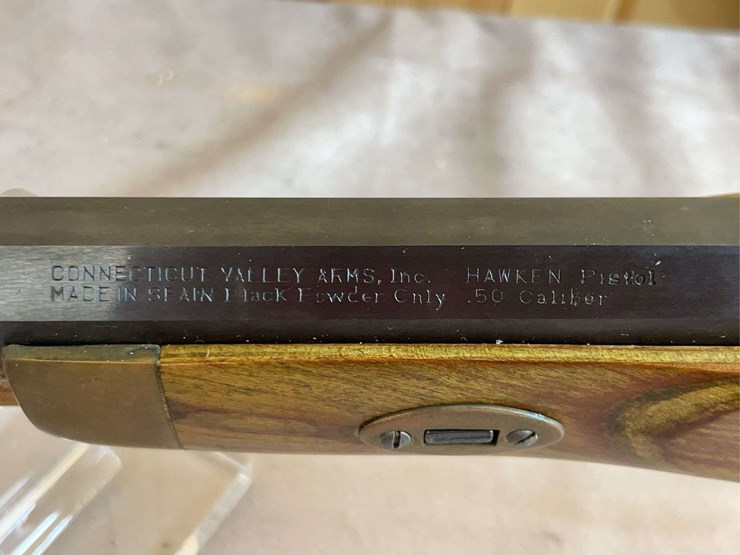 CONNECTICUT VALLEY ARMS, Inc. HAWKEN Pistol
MADE IN SPAIN Black Powder Only .50 Caliber